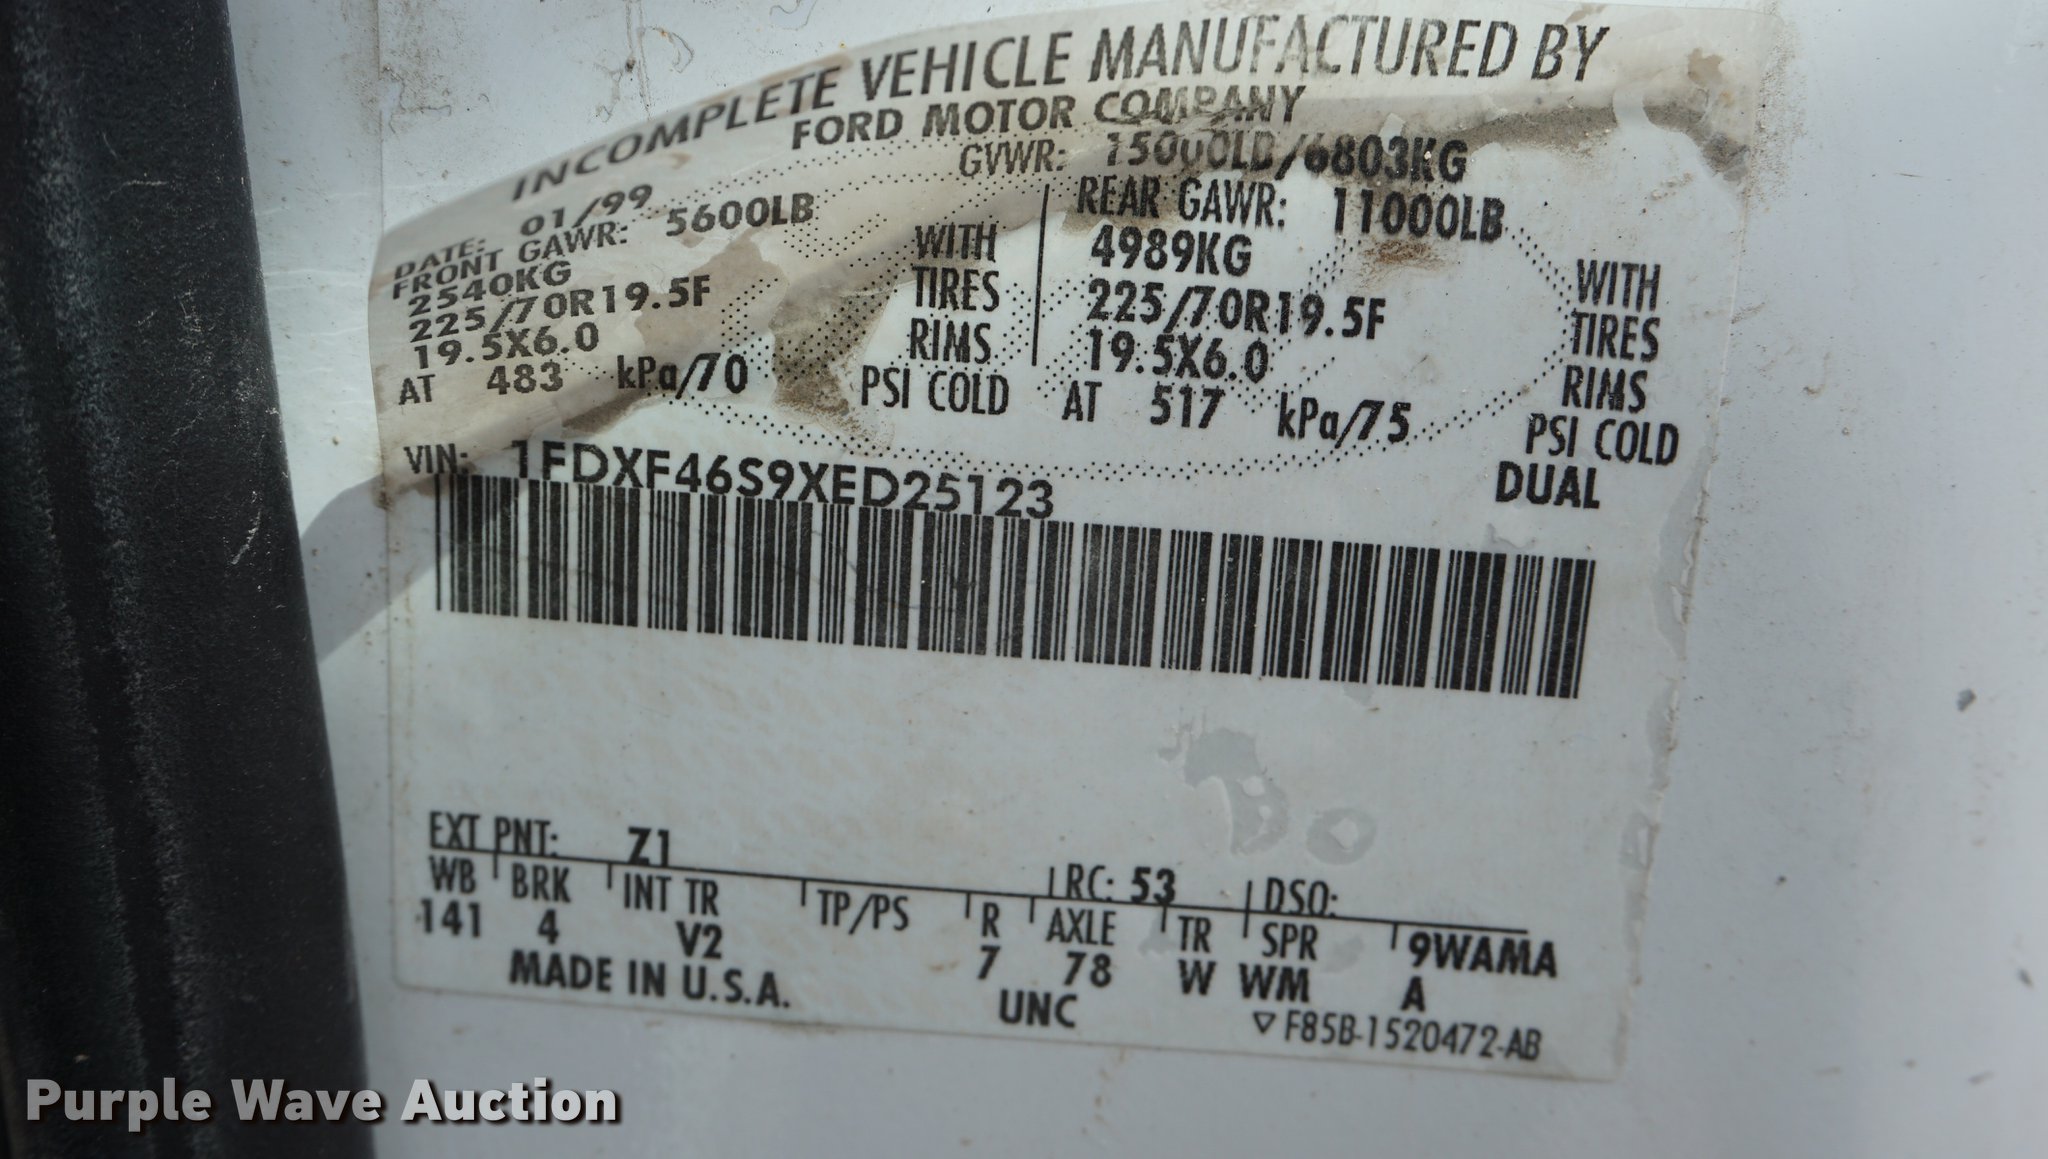 INCOMPLETE VEHICLE MANUFACTURED BY
FORD MOTOR COMPANY
DATE: 01/99 GVWR: 15000LB/6803KG
FRONT GAWR: 5600LB REAR GAWR: 11000LB
2540KG WITH 4989KG WITH
225/70R19.5F TIRES 225/70R19.5F TIRES
19.5X6.0 RIMS 19.5X6.0 RIMS
AT 483 kPa/70 PSI COLD AT 517 kPa/75 PSI COLD
VIN: 1FDXF46S9XED25123 DUAL
EXT PNT: Z1 RC: 53 DSO:
WB BRK INT TR TP/PS R AXLE TR SPR 9WAMA
141 4 V2 7 78 W WM A
MADE IN U.S.A. UNC
▽ F85B-1520472-AB
Purple Wave Auction